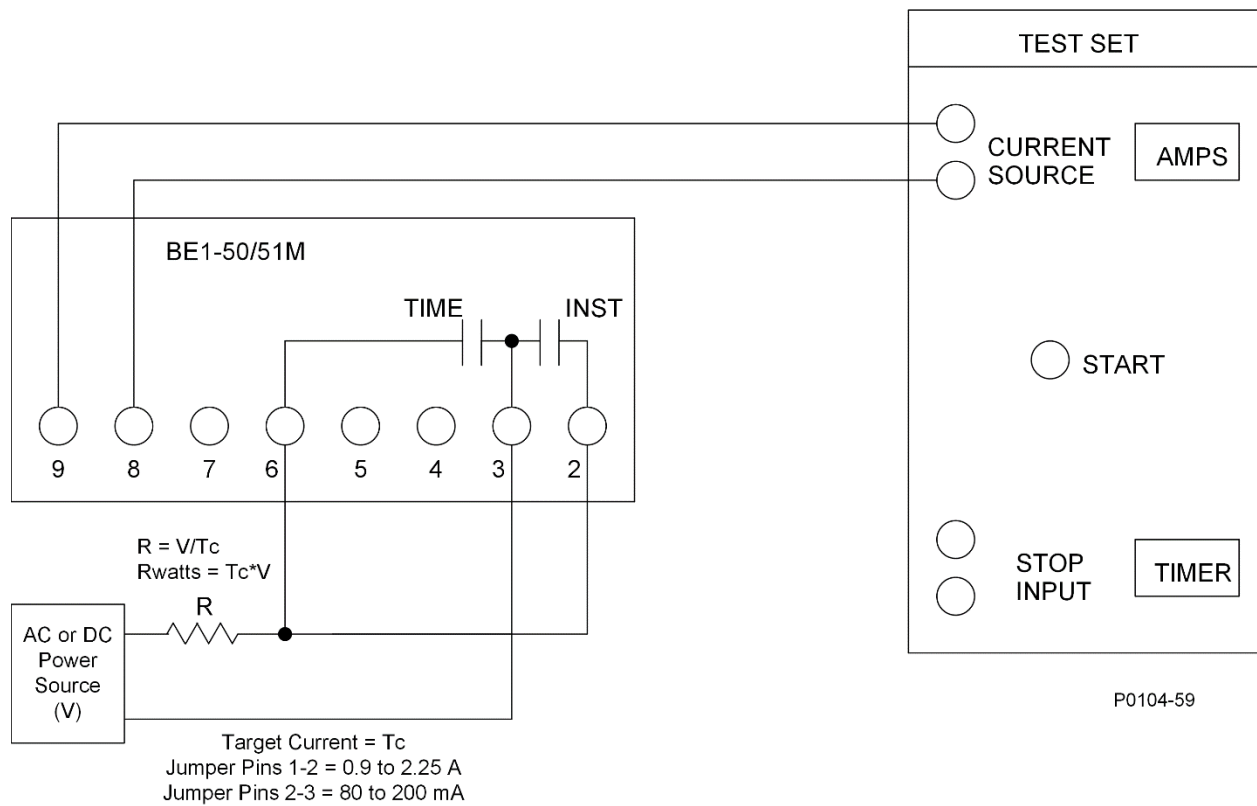 TEST SET
CURRENT
SOURCE
AMPS
BE1-50/51M
TIME
INST
START
9
8
7
6
5
4
3
2
R = V/Tc
Rwatts = Tc*V
R
AC or DC
Power
Source
(V)
STOP
INPUT
TIMER
P0104-59
Target Current = Tc
Jumper Pins 1-2 = 0.9 to 2.25 A
Jumper Pins 2-3 = 80 to 200 mA